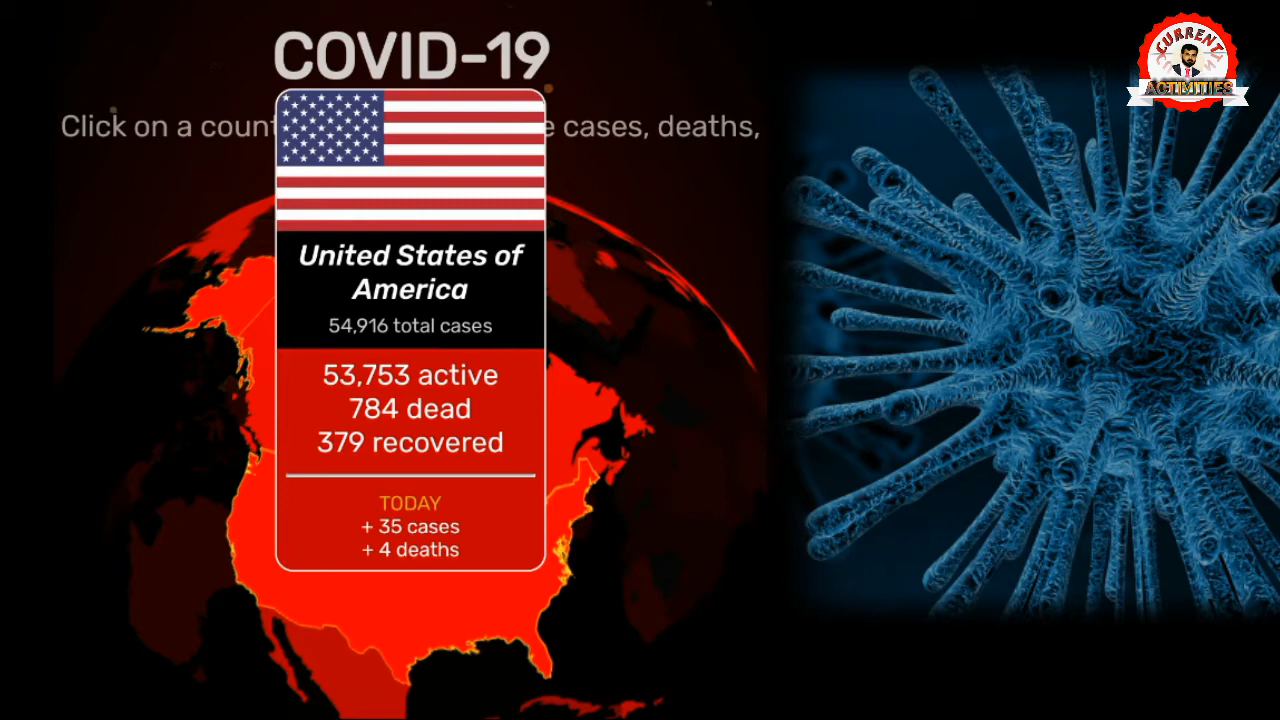 COVID-19
Click on a count
e cases, deaths,
United States of
America
54,916 total cases
53,753 active
784 dead
379 recovered
TODAY
+ 35 cases
+ 4 deaths
CURRENT
ACTIVITIES